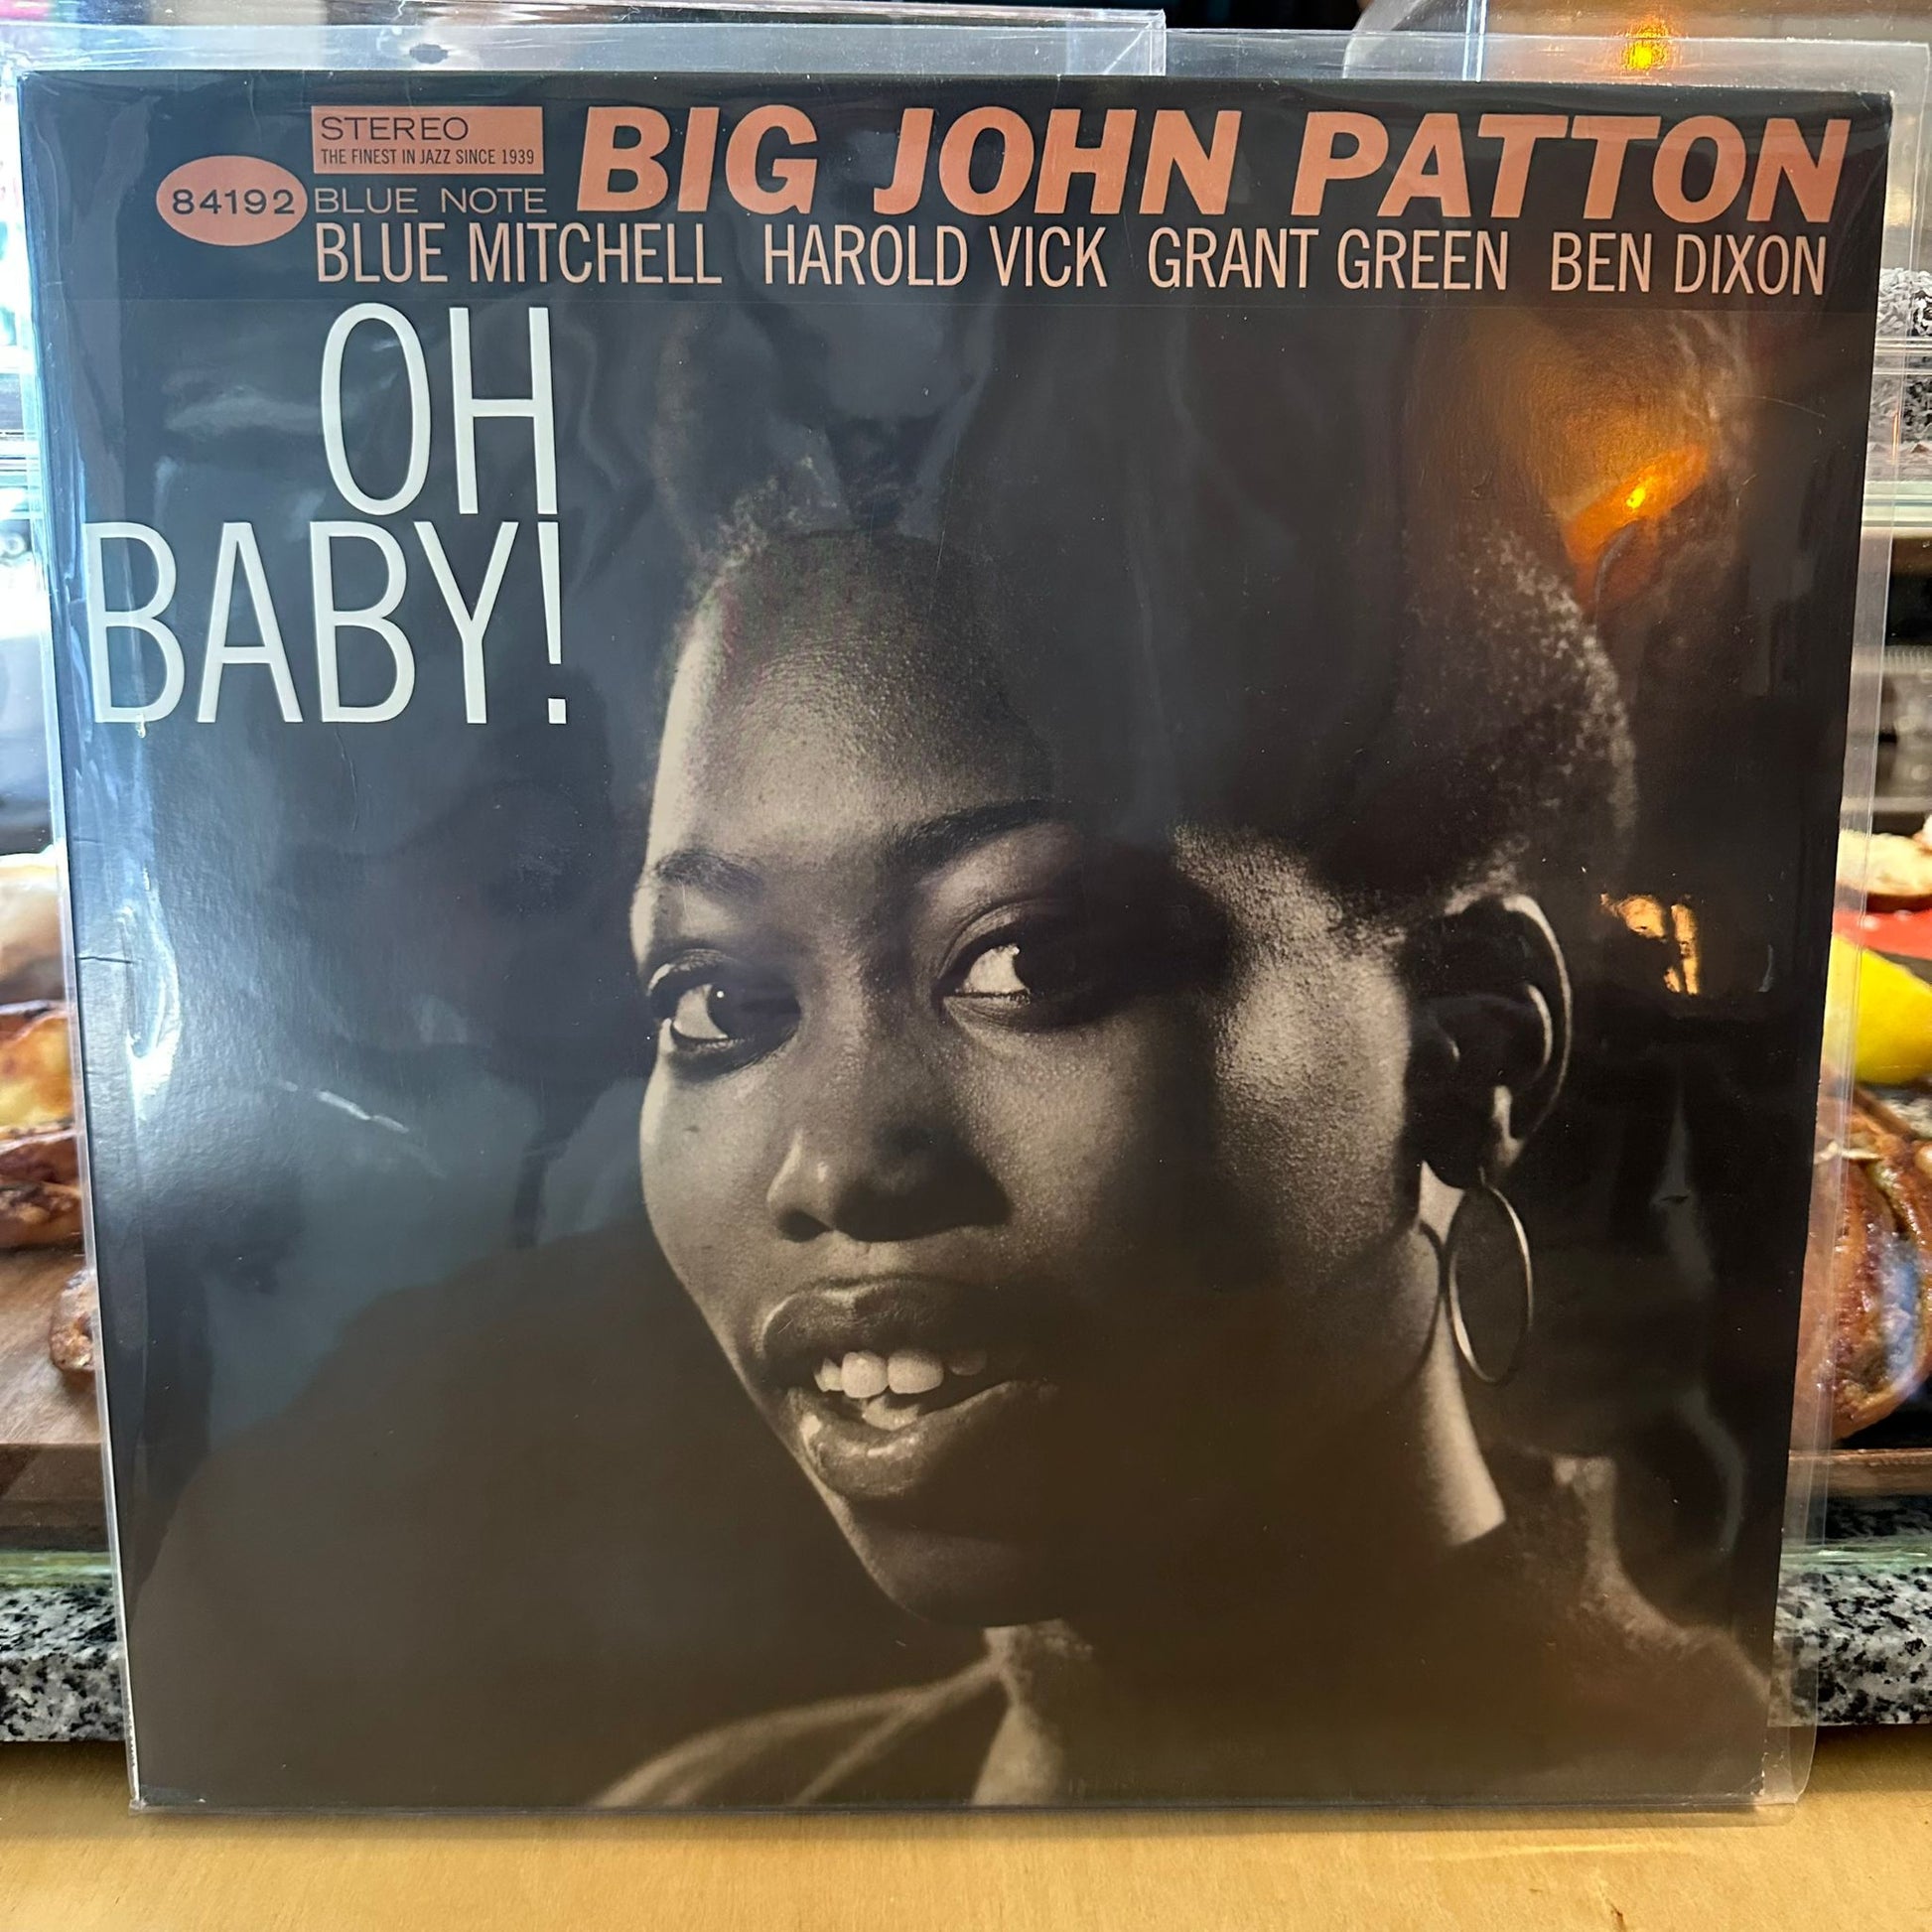 STEREO
THE FINEST IN JAZZ SINCE 1939
84192
BLUE NOTE
BIG JOHN PATTON
BLUE MITCHELL HAROLD VICK GRANT GREEN BEN DIXON
OH
BABY!